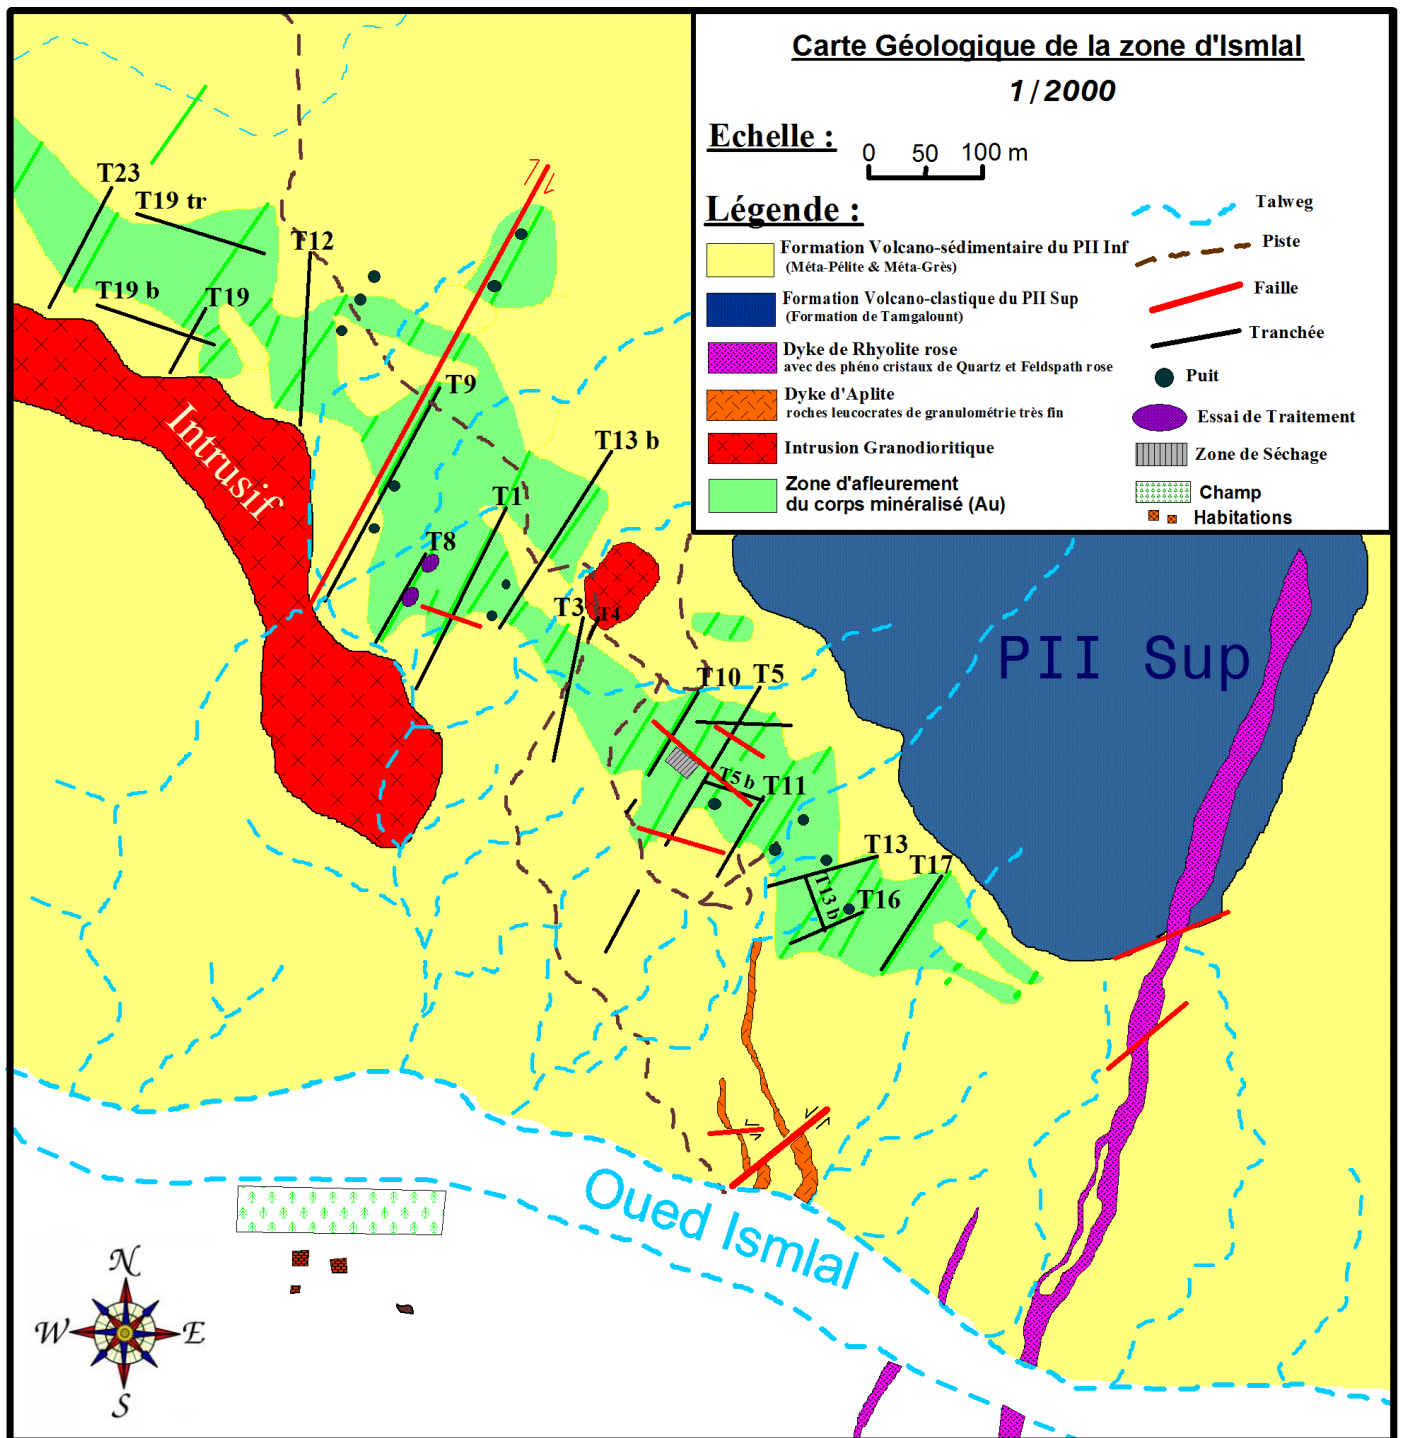 Carte Géologique de la zone d'Ismlal
1/2000
Echelle :
0 50 100 m
Légende :
Formation Volcano-sédimentaire du PII Inf
(Méta-Pélite & Méta-Grès)
Formation Volcano-clastique du PII Sup
(Formation de Tamgalount)
Dyke de Rhyolite rose
avec des phéno cristaux de Quartz et Feldspath rose
Dyke d'Aplite
roches leucocrates de granulométrie très fin
Intrusion Granodioritique
Zone d'afleurement
du corps minéralisé (Au)
Talweg
Piste
Faille
Tranchée
Puit
Essai de Traitement
Zone de Séchage
Champ
Habitations
T23
T19 tr
T12
T19 b
T19
T9
Intrusif
T13 b
T1
T8
T3
T4
PII Sup
T10
T5
T5 b
T11
T13
T17
T13 b
T16
Oued Ismlal
N
W
E
S